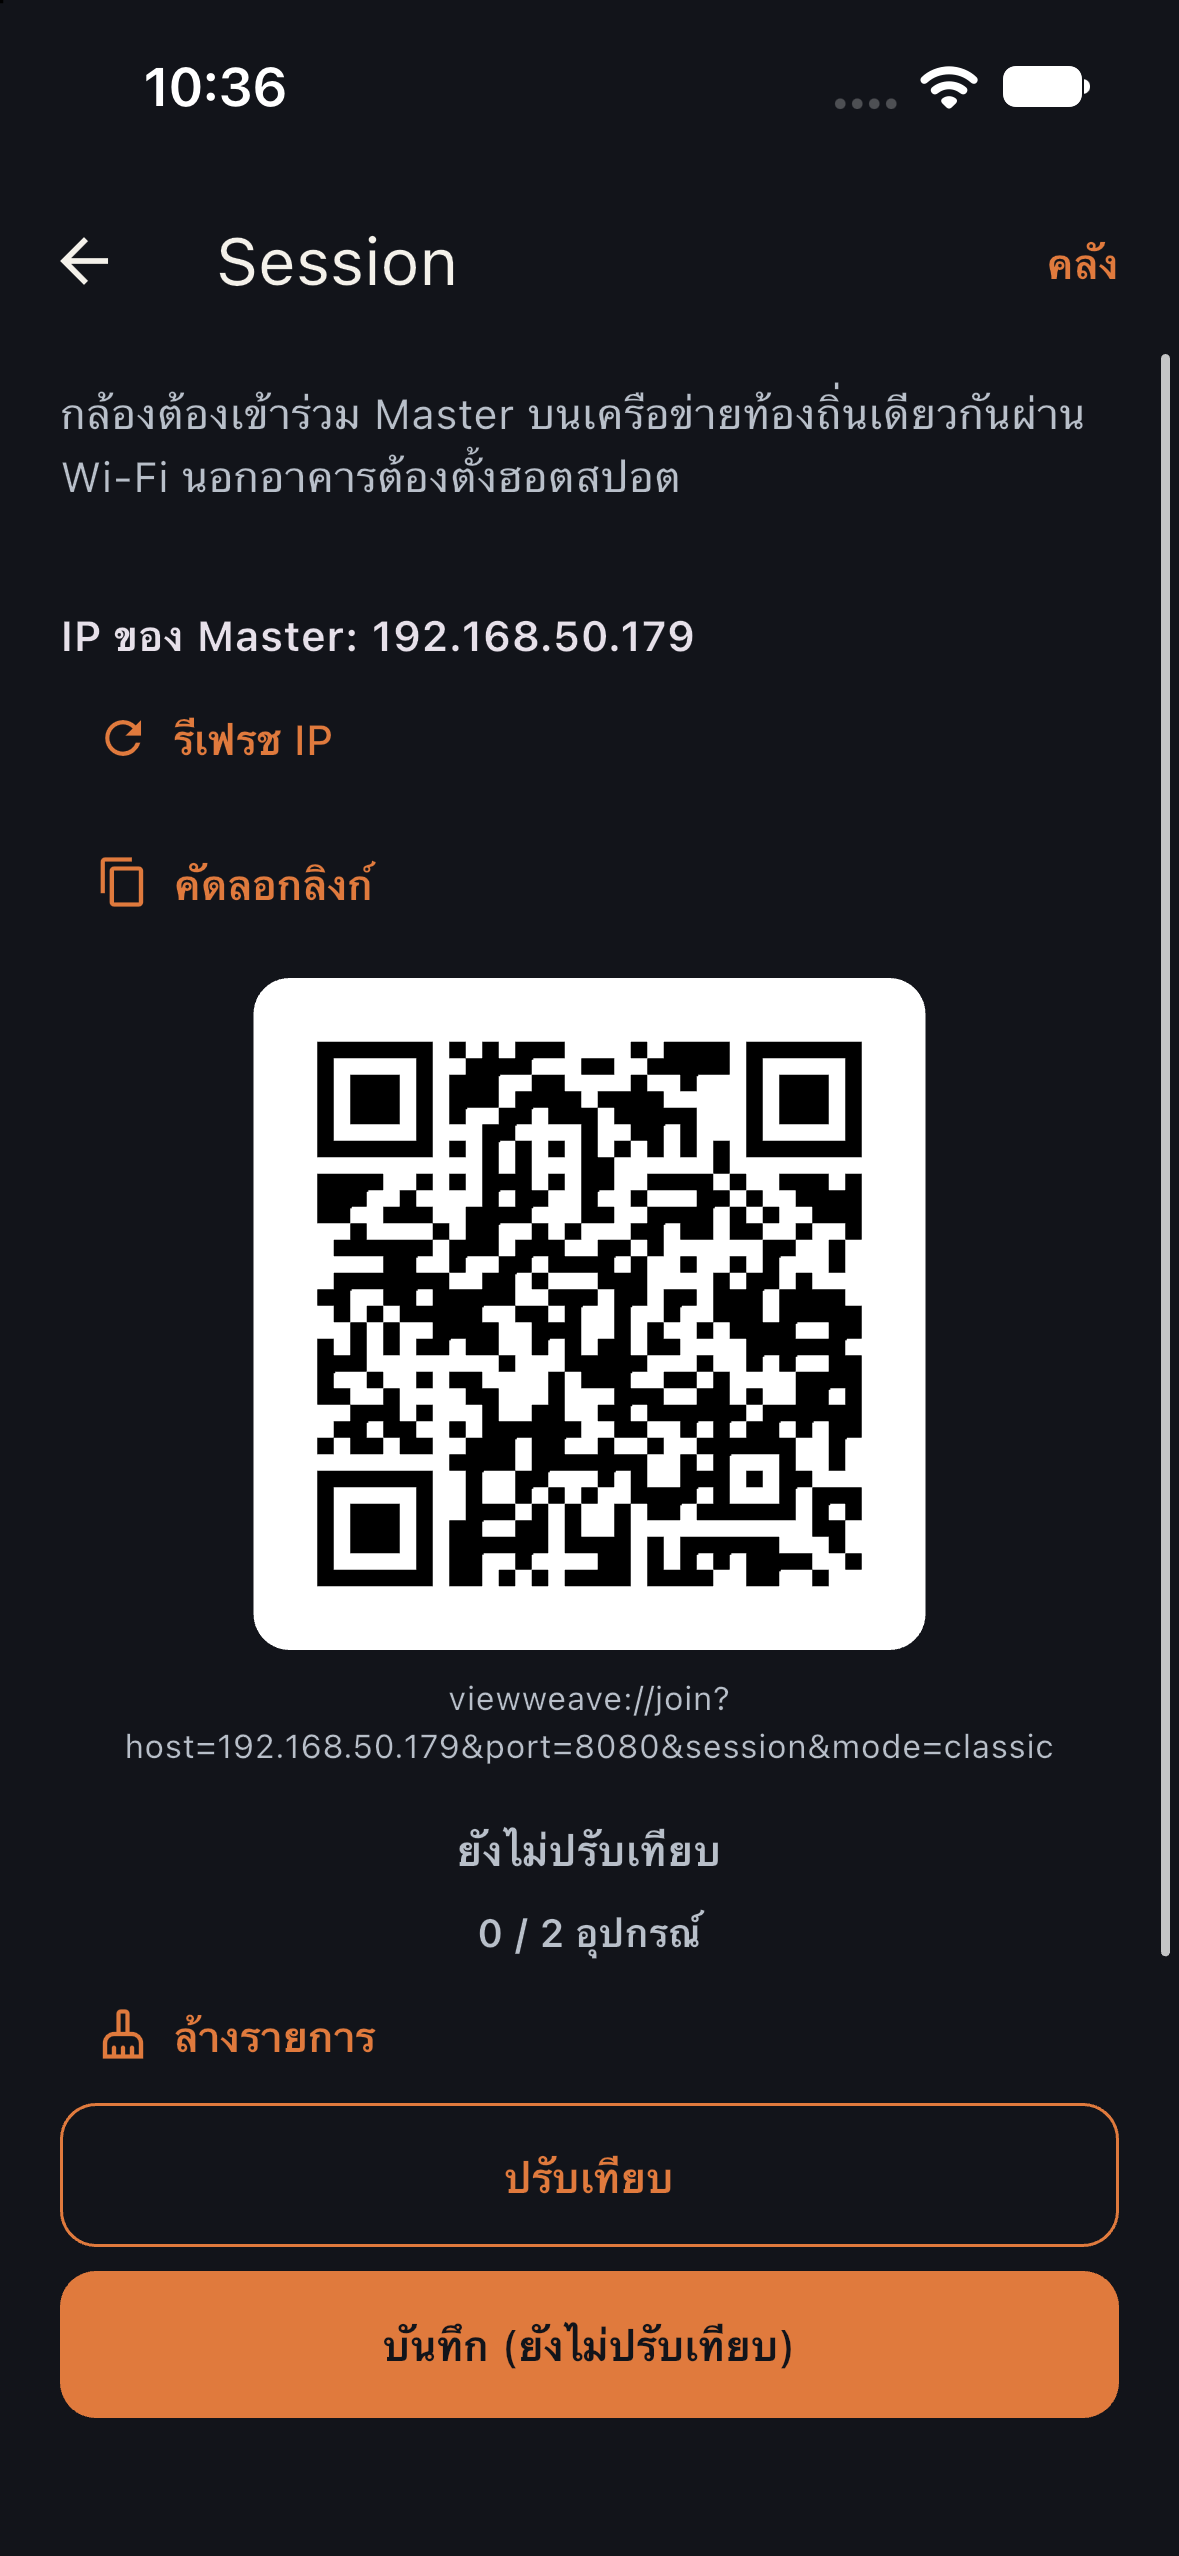 10:36
Session
คลัง
กล้องต้องเข้าร่วม Master บนเครือข่ายท้องถิ่นเดียวกันผ่าน
Wi-Fi นอกอาคารต้องตั้งฮอตสปอต
IP ของ Master: 192.168.50.179
รีเฟรช IP
คัดลอกลิงก์
viewweave://join?
host=192.168.50.179&port=8080&session&mode=classic
ยังไม่ปรับเทียบ
0 / 2 อุปกรณ์
ล้างรายการ
ปรับเทียบ
บันทึก (ยังไม่ปรับเทียบ)